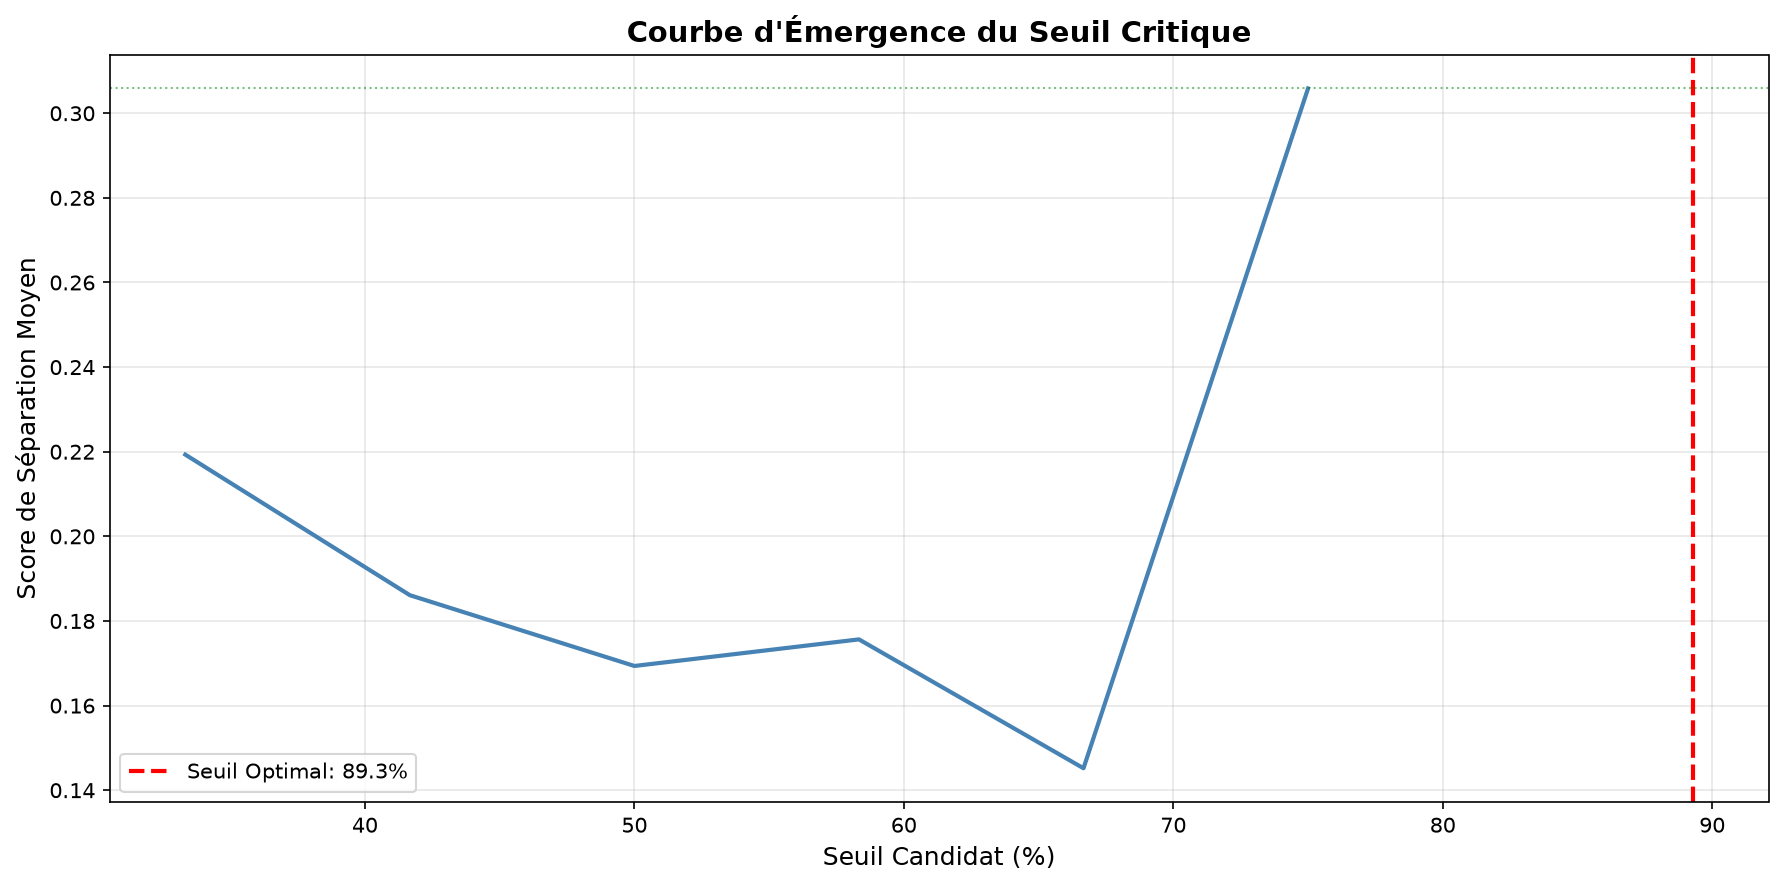 Courbe d'Émergence du Seuil Critique
Score de Séparation Moyen
0.30
0.28
0.26
0.24
0.22
0.20
0.18
0.16
0.14
Seuil Optimal: 89.3%
40 50 60 70 80 90
Seuil Candidat (%)